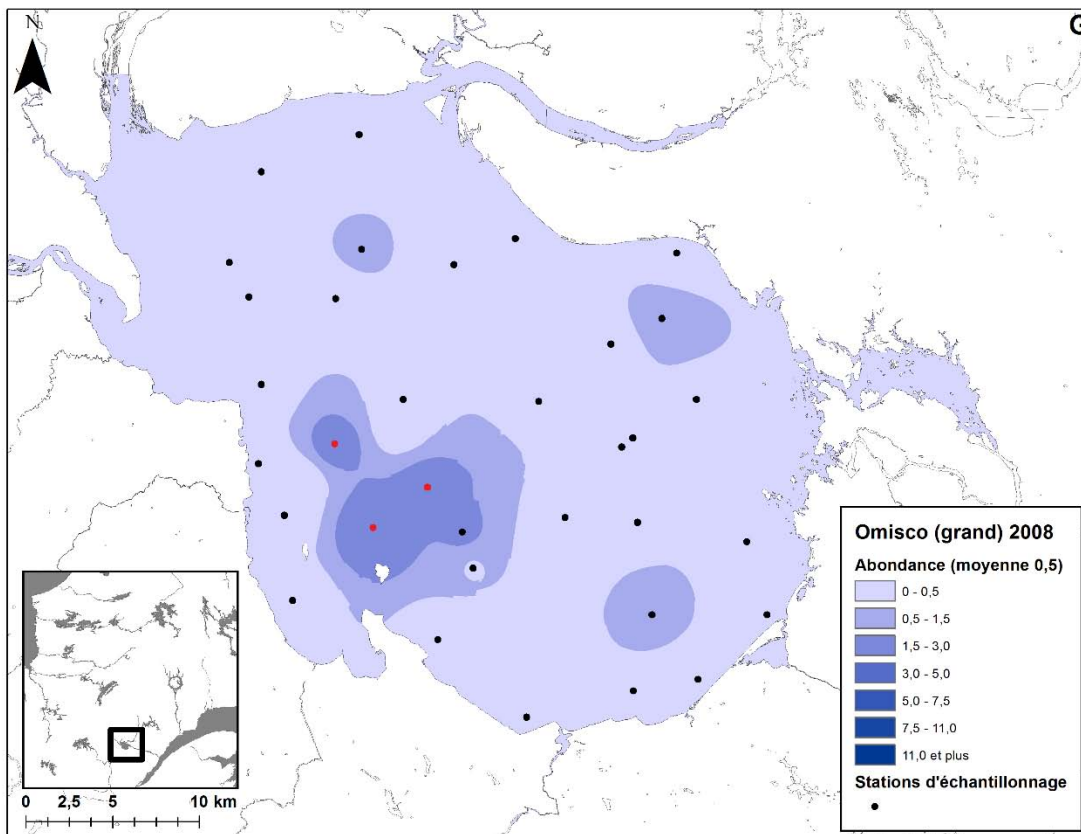 N
G
Omisco (grand) 2008
Abondance (moyenne 0,5)
0 - 0,5
0,5 - 1,5
1,5 - 3,0
3,0 - 5,0
5,0 - 7,5
7,5 - 11,0
11,0 et plus
Stations d'échantillonnage
0 2,5 5 10 km